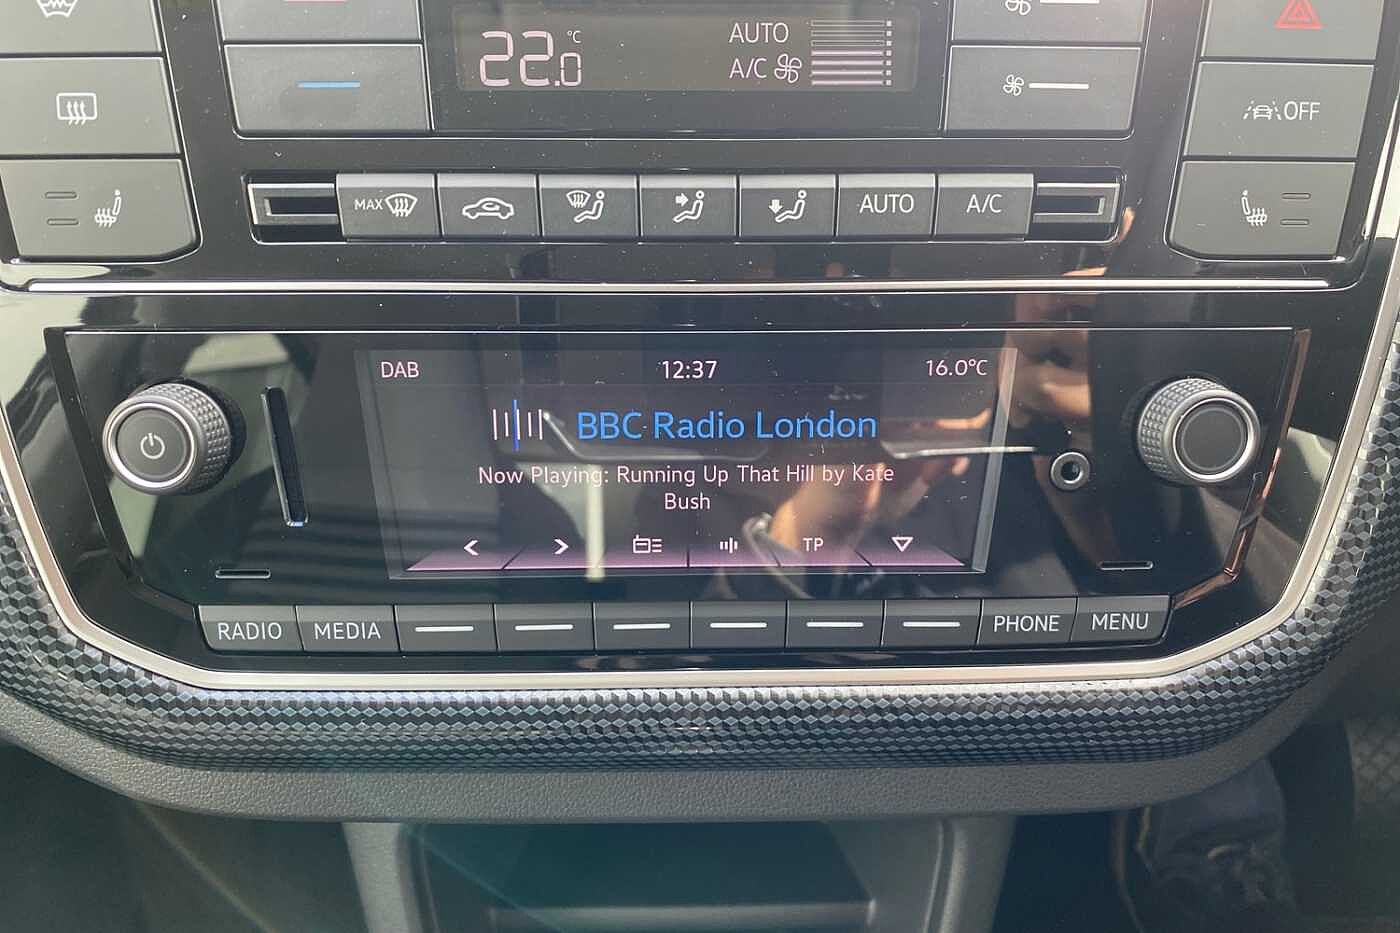 22.0 °C
AUTO
A/C
OFF
MAX
AUTO
A/C
DAB
12:37
16.0°C
BBC Radio London
Now Playing: Running Up That Hill by Kate
Bush
TP
RADIO
MEDIA
PHONE
MENU